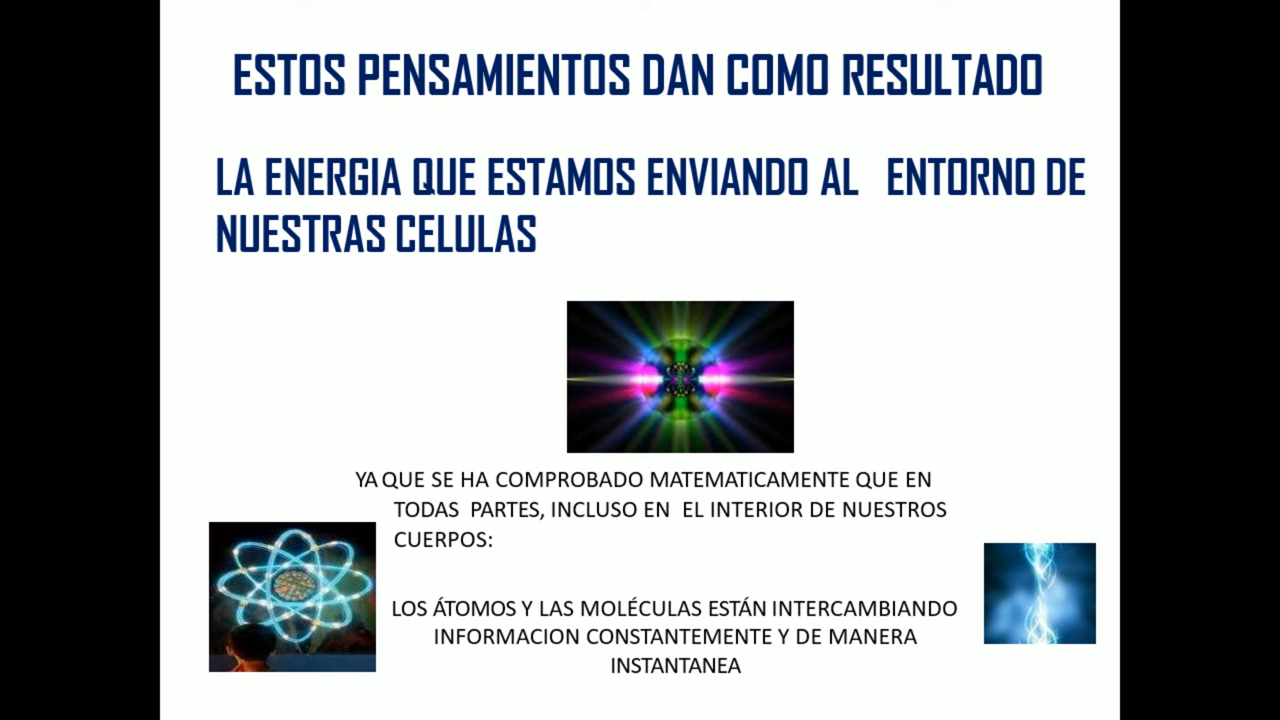 ESTOS PENSAMIENTOS DAN COMO RESULTADO
LA ENERGIA QUE ESTAMOS ENVIANDO AL ENTORNO DE
NUESTRAS CELULAS
YA QUE SE HA COMPROBADO MATEMATICAMENTE QUE EN
TODAS PARTES, INCLUSO EN EL INTERIOR DE NUESTROS
CUERPOS:
LOS ÁTOMOS Y LAS MOLÉCULAS ESTÁN INTERCAMBIANDO
INFORMACION CONSTANTEMENTE Y DE MANERA
INSTANTANEA